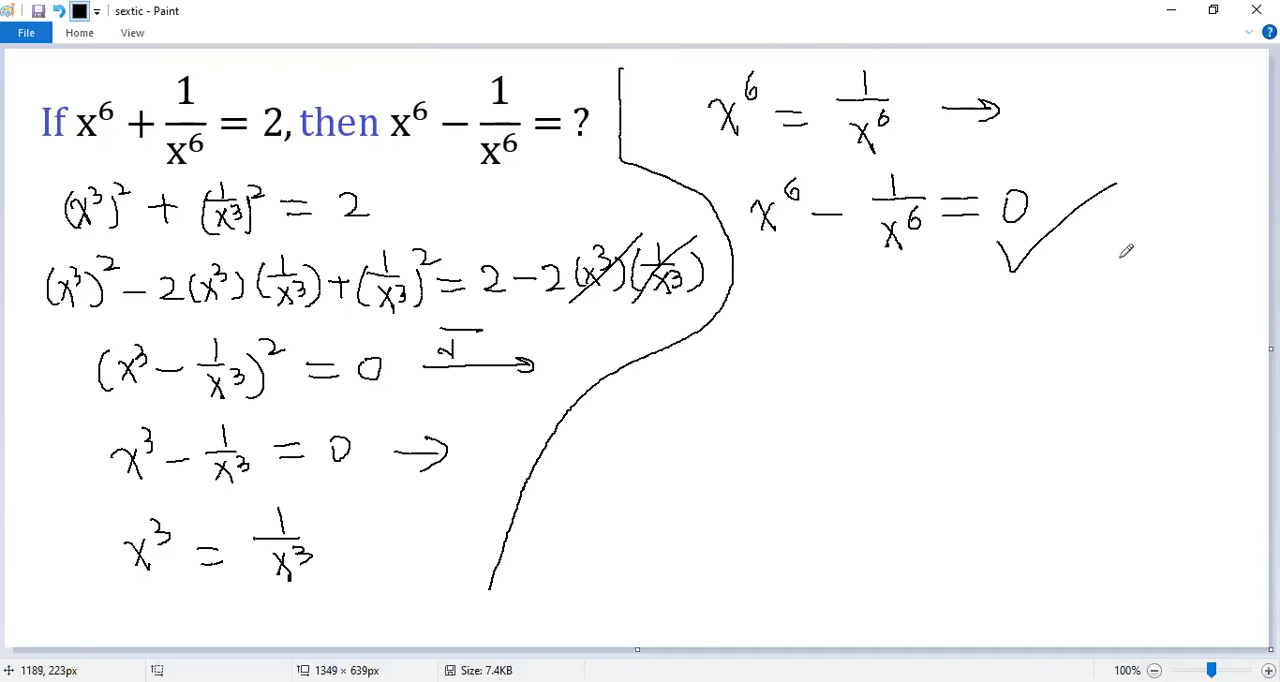 sextic - Paint
File Home View
If x⁶ + 1/x⁶ = 2, then x⁶ − 1/x⁶ = ?
(x³)² + (1/x³)² = 2
(x³)² − 2(x³)(1/x³) + (1/x³)² = 2 − 2(x³)(1/x³)
(x³ − 1/x³)² = 0 √ →
x³ − 1/x³ = 0 →
x³ = 1/x³
x⁶ = 1/x⁶ →
x⁶ − 1/x⁶ = 0 ✓
1189, 223px 1349 × 639px Size: 7.4KB 100%